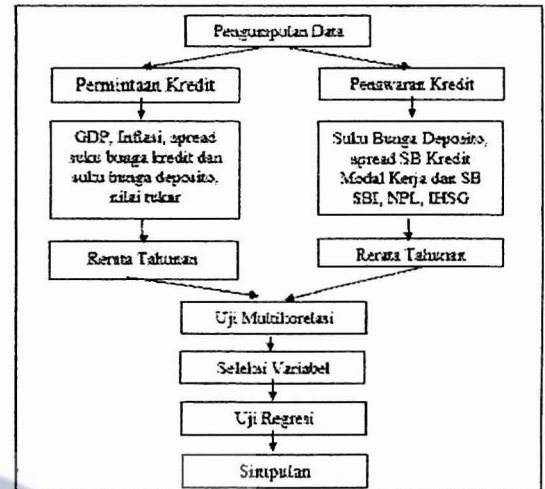 Pengumpulan Data
Permintaan Kredit
Penawaran Kredit
GDP, Inflasi, spread
suku bunga kredit dan
suku bunga deposito,
nilai tukar
Suku Bunga Deposito,
spread SB Kredit
Modal Kerja dan SB
SBI, NPL, IHSG
Rerata Tahunan
Rerata Tahunan
Uji Multikorelasi
Seleksi Variabel
Uji Regresi
Simpulan